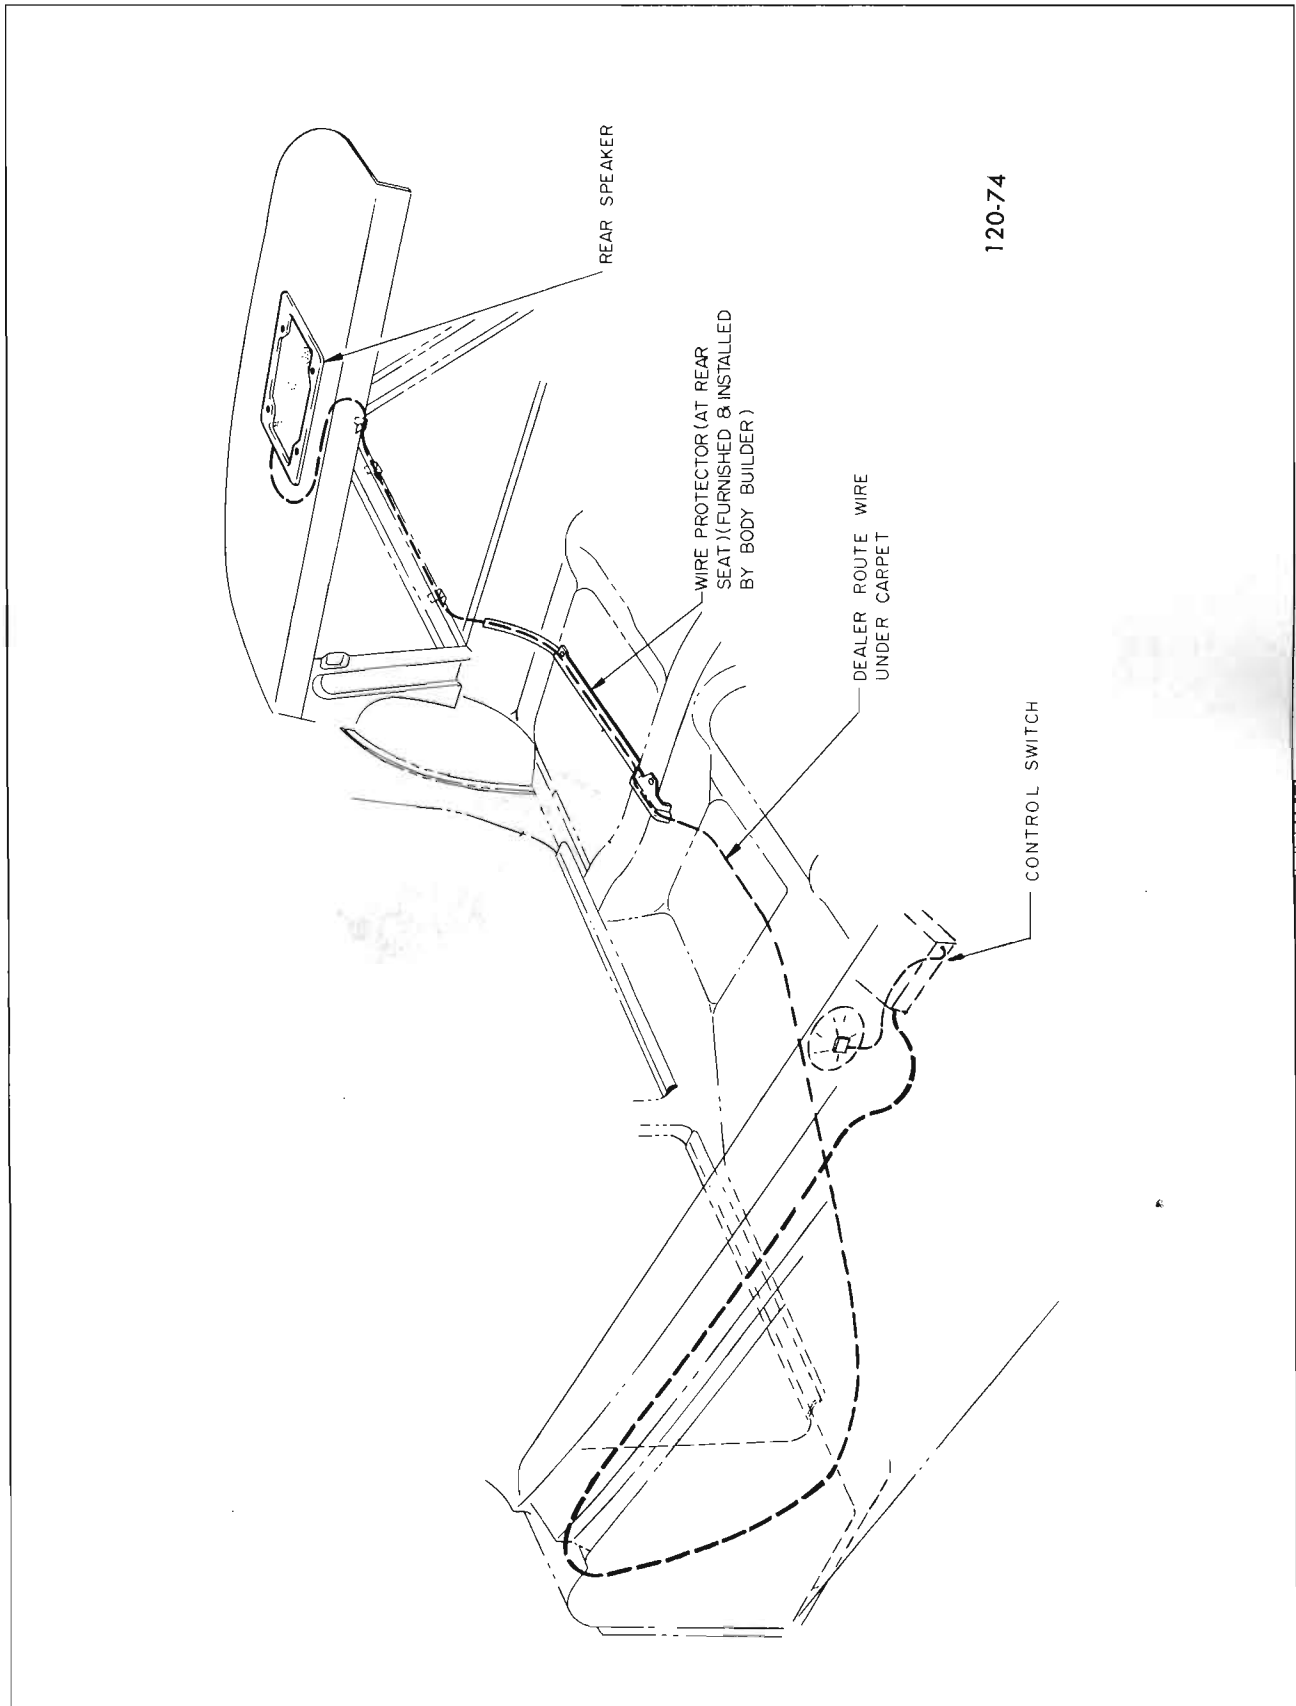 REAR SPEAKER
WIRE PROTECTOR (AT REAR
SEAT) (FURNISHED & INSTALLED
BY BODY BUILDER)
DEALER ROUTE WIRE
UNDER CARPET
CONTROL SWITCH
120-74